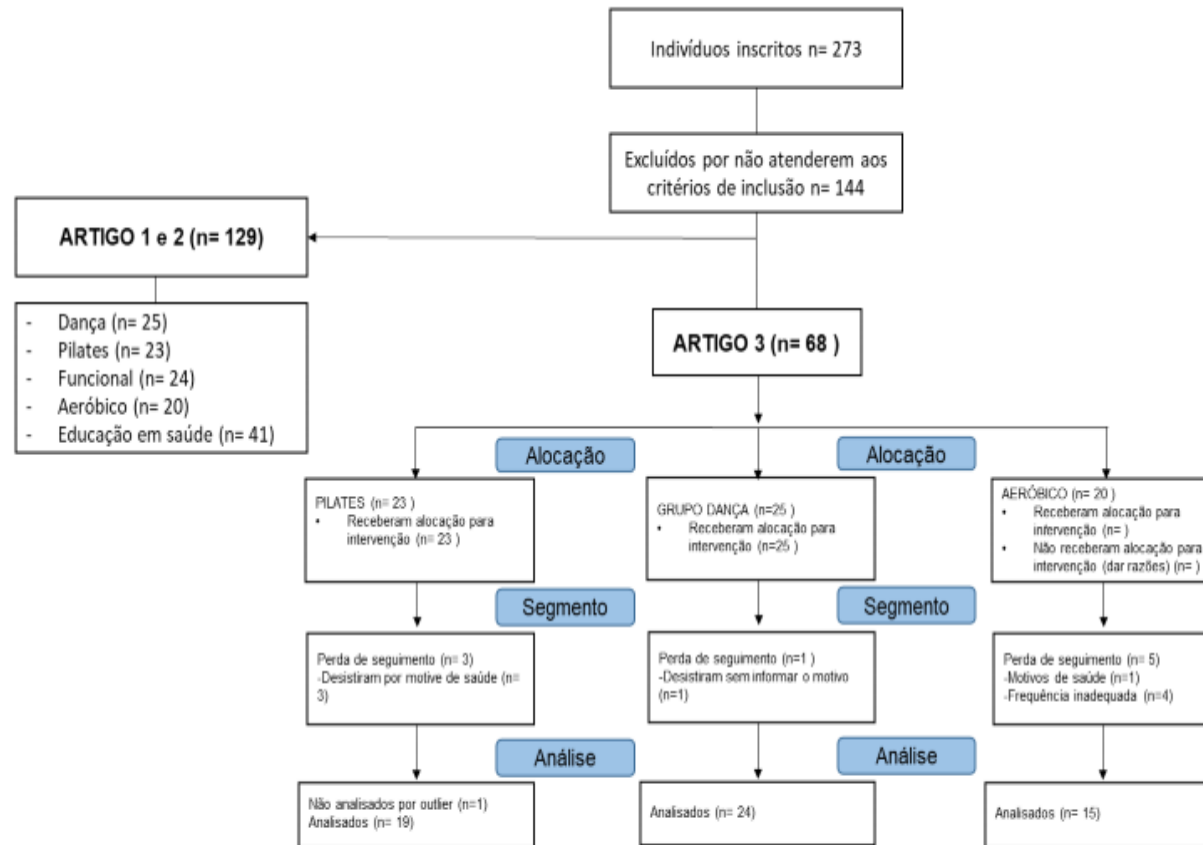 Indivíduos inscritos n= 273
Excluídos por não atenderem aos
critérios de inclusão n= 144
ARTIGO 1 e 2 (n= 129)
- Dança (n= 25)
- Pilates (n= 23)
- Funcional (n= 24)
- Aeróbico (n= 20)
- Educação em saúde (n= 41)
ARTIGO 3 (n= 68 )
Alocação
Alocação
PILATES (n= 23 )
• Receberam alocação para
intervenção (n= 23 )
GRUPO DANÇA (n=25 )
• Receberam alocação para
intervenção (n=25 )
AERÓBICO (n= 20 )
• Receberam alocação para
intervenção (n= )
• Não receberam alocação para
intervenção (dar razões) (n= )
Segmento
Segmento
Perda de seguimento (n= 3)
-Desistiram por motive de saúde (n=
3)
Perda de seguimento (n=1 )
-Desistiram sem informar o motivo
(n=1)
Perda de seguimento (n= 5)
-Motivos de saúde (n=1)
-Frequência inadequada (n=4)
Análise
Análise
Não analisados por outlier (n=1)
Analisados (n= 19)
Analisados (n= 24)
Analisados (n= 15)